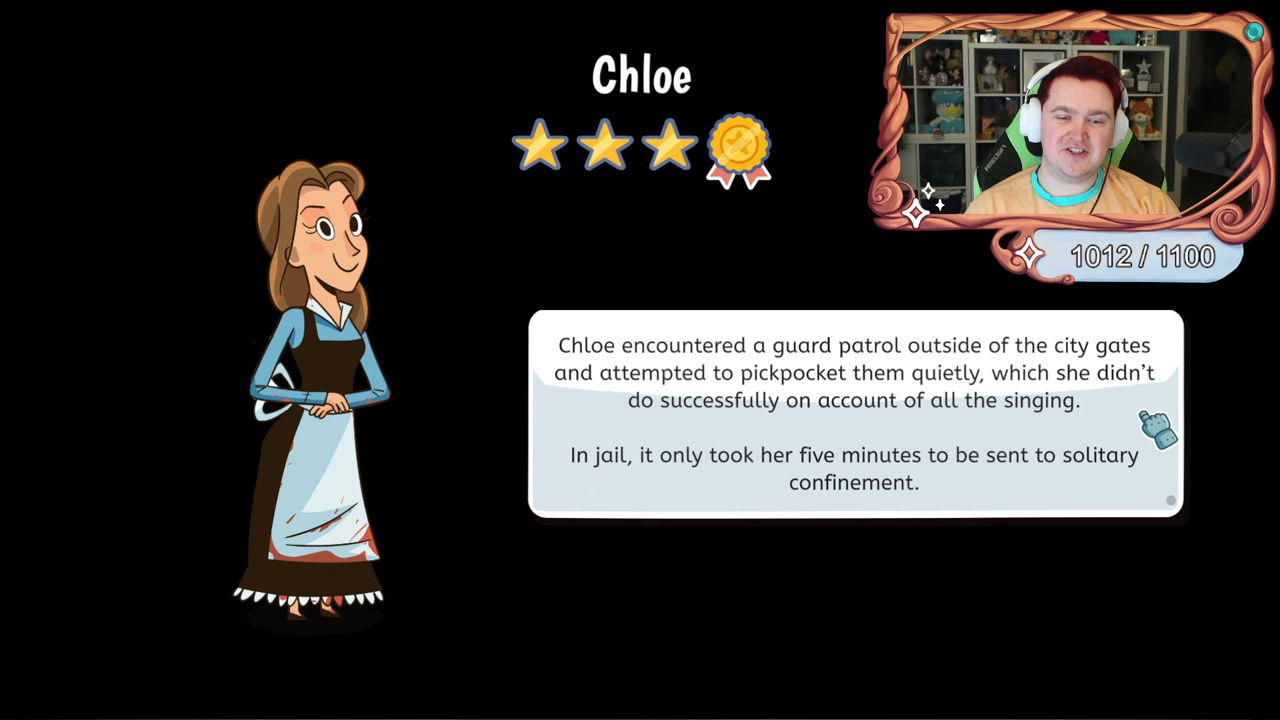 Chloe
1012 / 1100
Chloe encountered a guard patrol outside of the city gates
and attempted to pickpocket them quietly, which she didn't
do successfully on account of all the singing.
In jail, it only took her five minutes to be sent to solitary
confinement.
MINECRAFT